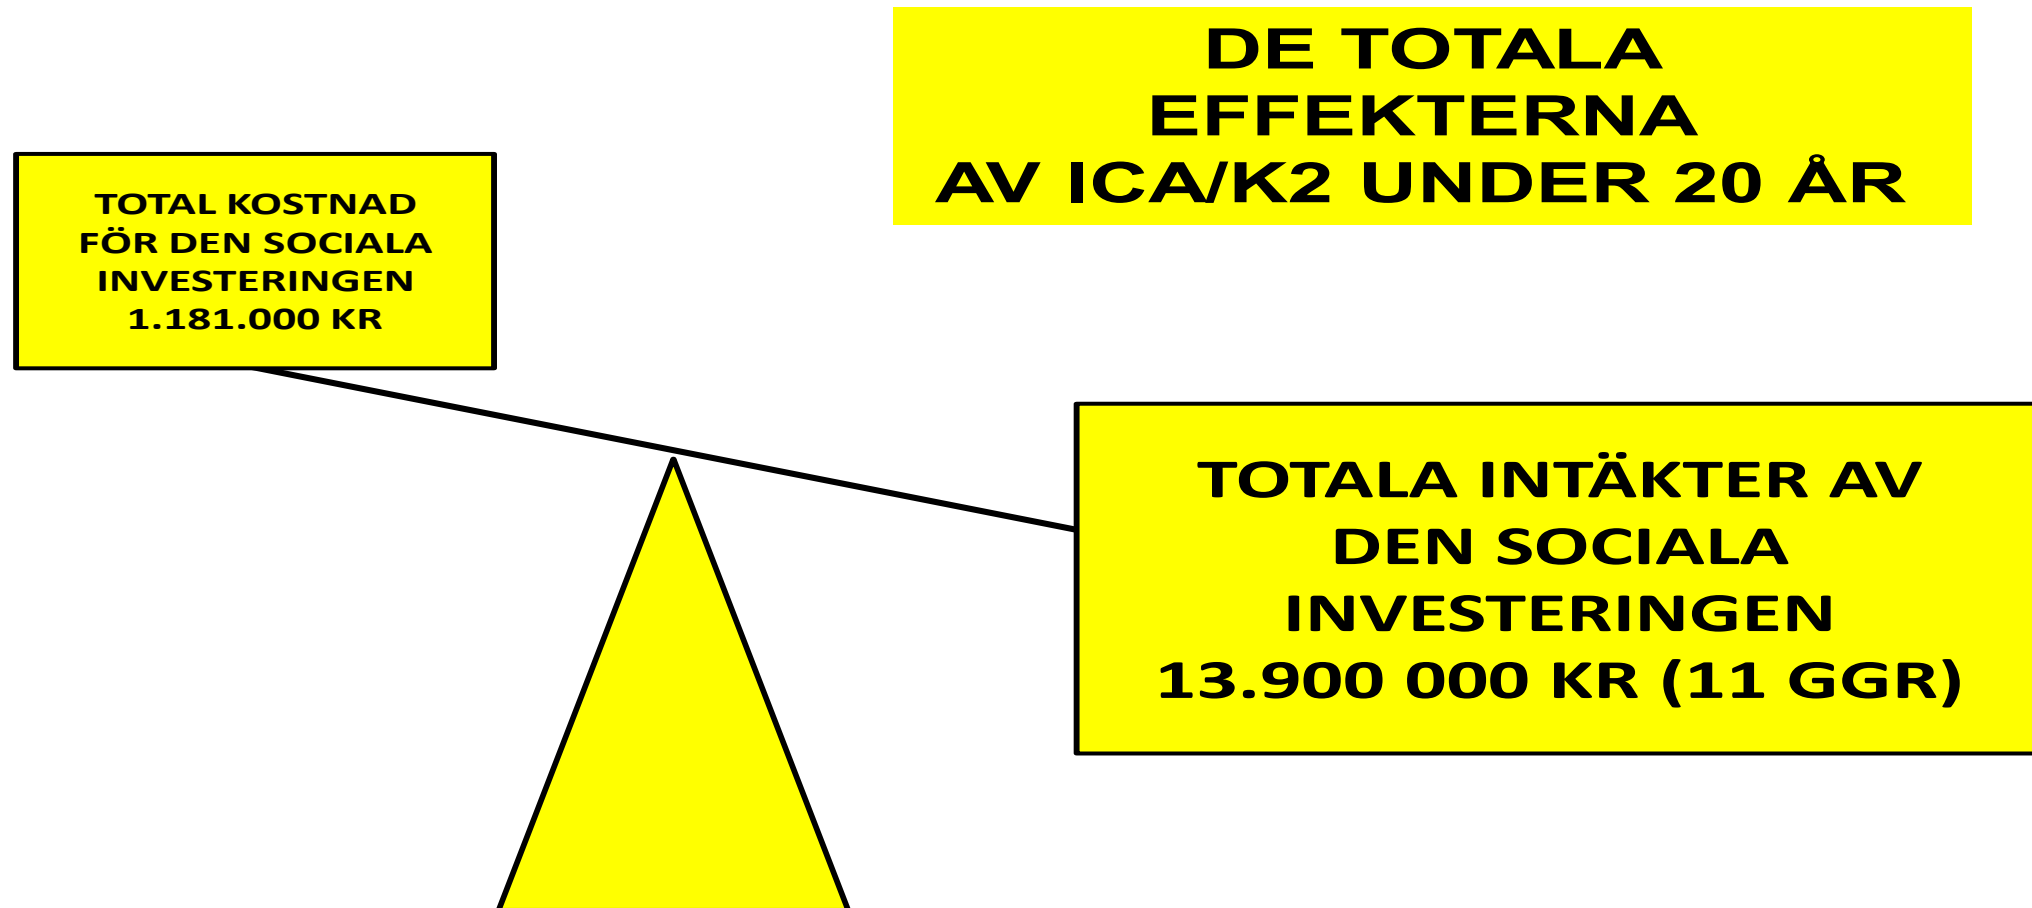 DE TOTALA
EFFEKTERNA
AV ICA/K2 UNDER 20 ÅR
TOTAL KOSTNAD
FÖR DEN SOCIALA
INVESTERINGEN
1.181.000 KR
TOTALA INTÄKTER AV
DEN SOCIALA
INVESTERINGEN
13.900 000 KR (11 GGR)